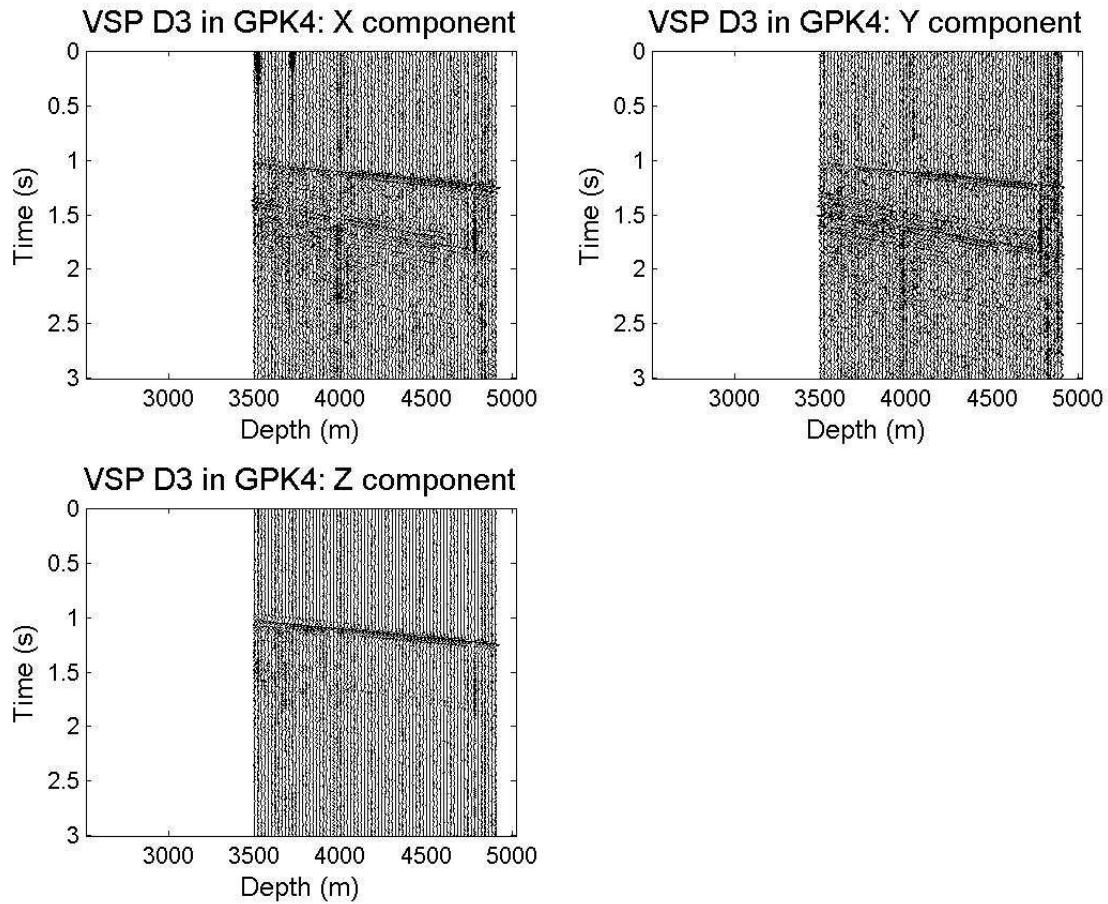 VSP D3 in GPK4: X component
0
0.5
1
1.5
2
2.5
3
Time (s)
3000 3500 4000 4500 5000
Depth (m)
VSP D3 in GPK4: Y component
0
0.5
1
1.5
2
2.5
3
Time (s)
3000 3500 4000 4500 5000
Depth (m)
VSP D3 in GPK4: Z component
0
0.5
1
1.5
2
2.5
3
Time (s)
3000 3500 4000 4500 5000
Depth (m)